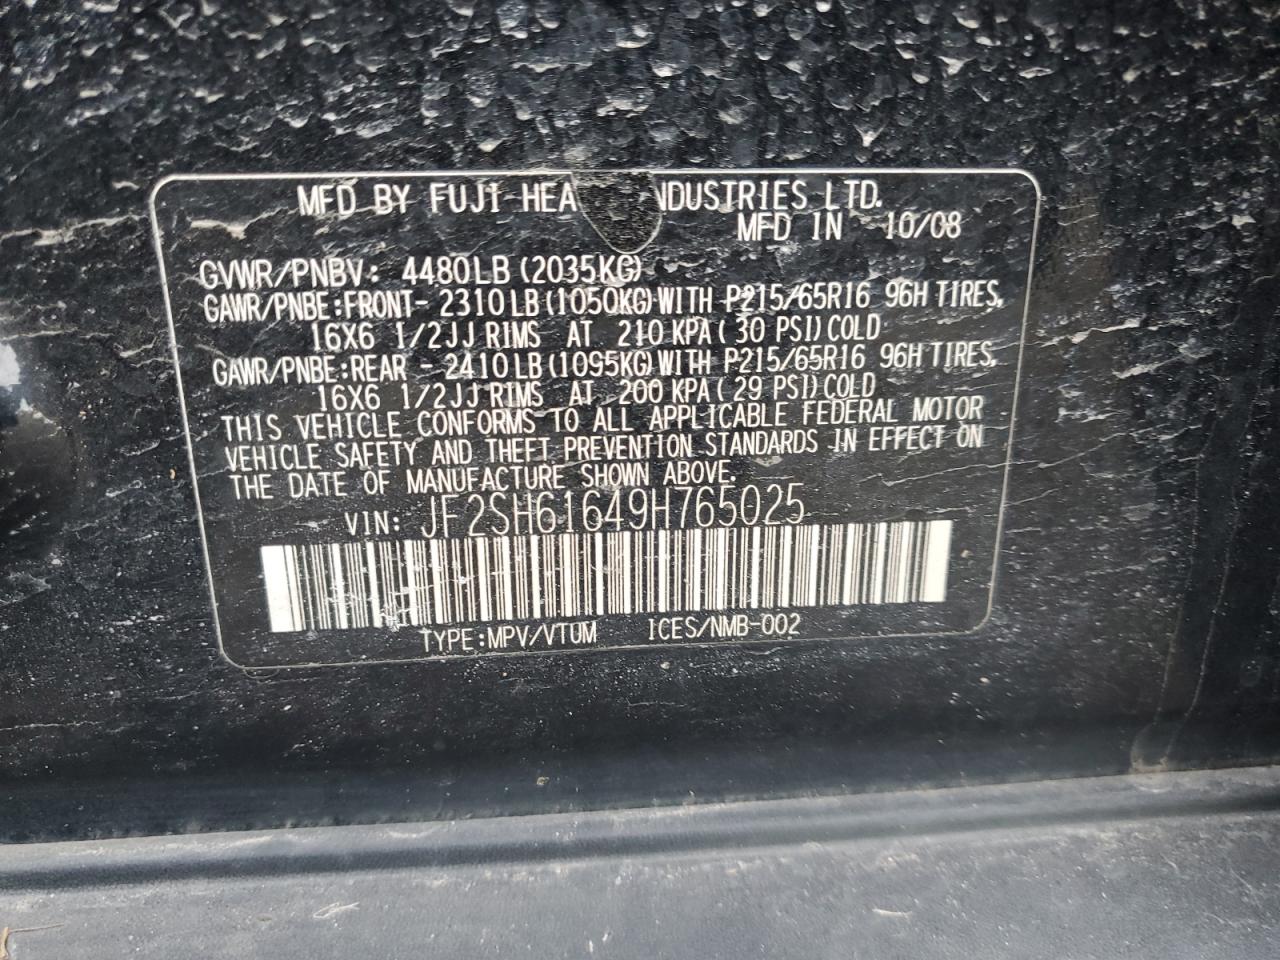 MFD BY FUJI HEA NDUSTRIES LTD.
MFD IN 10/08
GVWR/PNBV: 4480LB (2035KG)
GAWR/PNBE:FRONT- 2310LB(1050KG)WITH P215/65R16 96H TIRES,
16X6 1/2JJ RIMS AT 210 KPA(30 PSI)COLD
GAWR/PNBE:REAR - 2410LB(1095KG)WITH P215/65R16 96H TIRES,
16X6 1/2JJ RIMS AT 200 KPA(29 PSI)COLD
THIS VEHICLE CONFORMS TO ALL APPLICABLE FEDERAL MOTOR
VEHICLE SAFETY AND THEFT PREVENTION STANDARDS IN EFFECT ON
THE DATE OF MANUFACTURE SHOWN ABOVE.
VIN: JF2SH61649H765025
TYPE:MPV/VTUM ICES/NMB-002